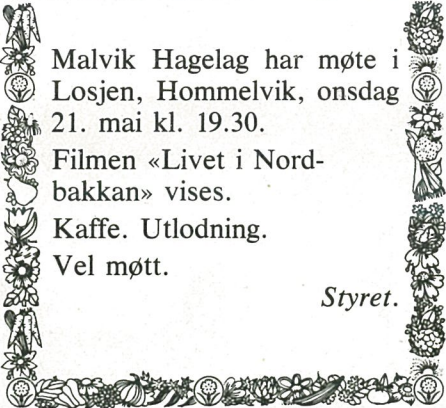 Malvik Hagelag har møte i
Losjen, Hommelvik, onsdag
21. mai kl. 19.30.
Filmen «Livet i Nord-
bakkan» vises.
Kaffe. Utlodning.
Vel møtt.
Styret.